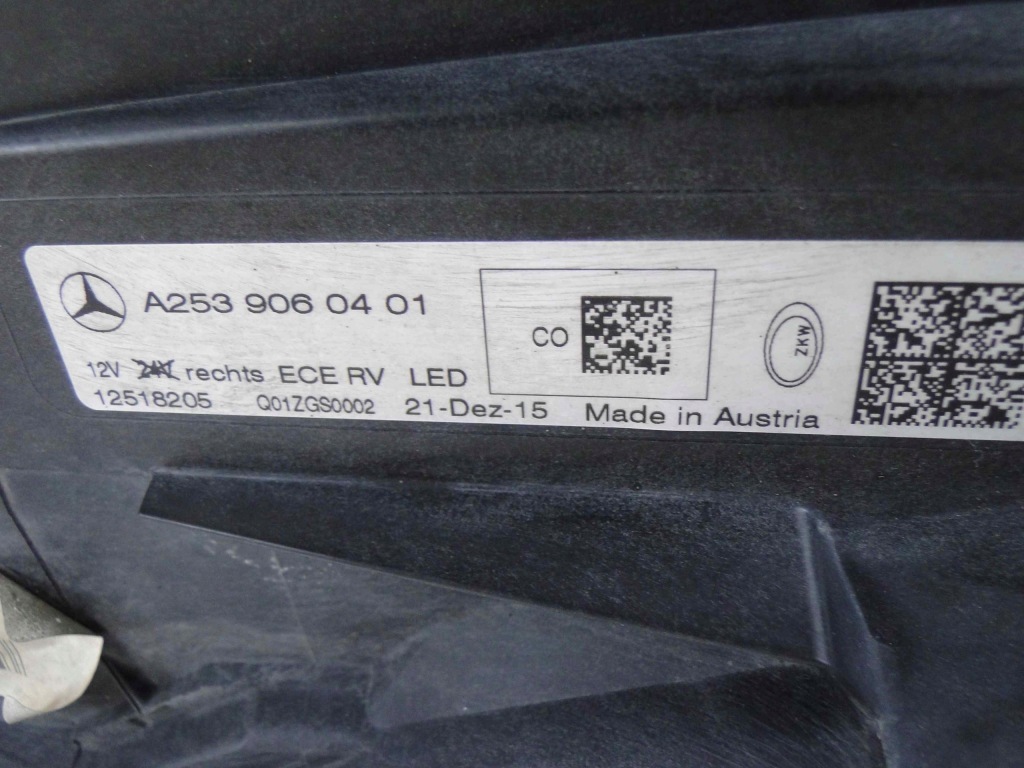 A253 906 04 01
CO
ZKW
12V 24V rechts ECE RV LED
12518205 Q01ZGS0002 21-Dez-15 Made in Austria